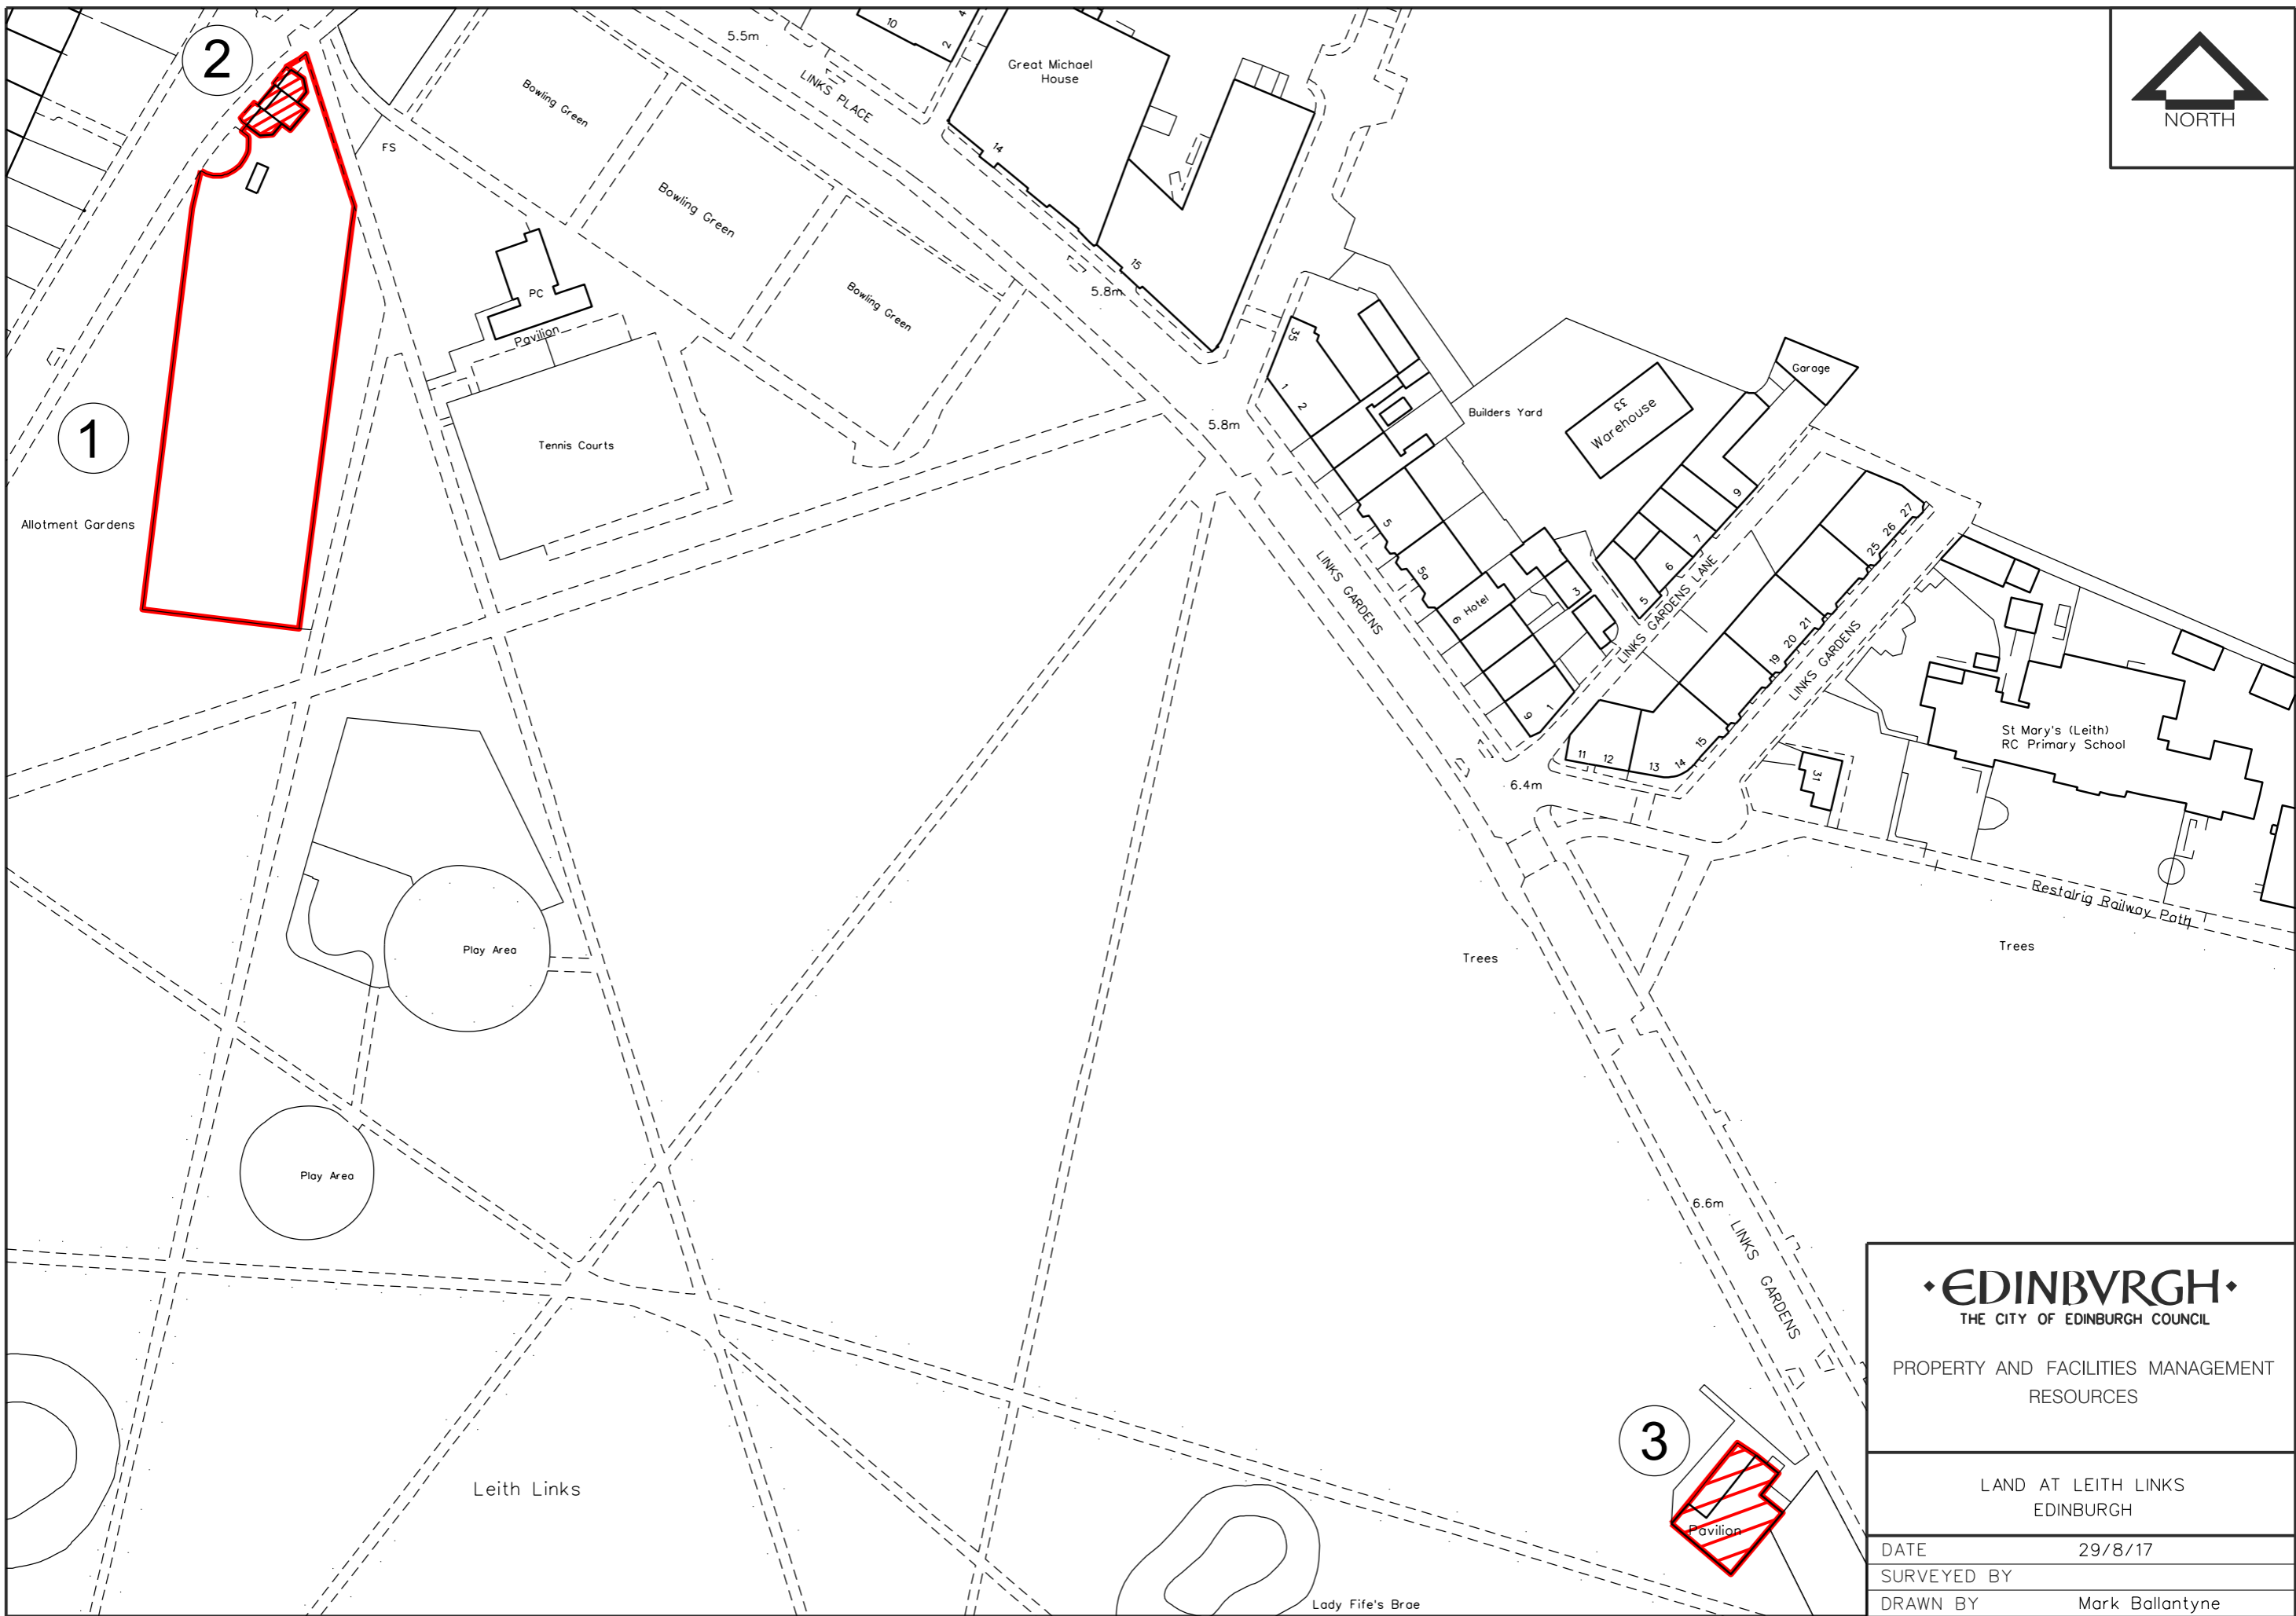 2
5.5m
10
4
2
Great Michael
House
NORTH
Bowling Green
LINKS PLACE
FS
14
Bowling Green
15
PC
Pavilion
Bowling Green
5.8m
35
1
2
Garage
33
Warehouse
Builders Yard
1
5.8m
Tennis Courts
Allotment Gardens
5
9
27
26
25
7
LINKS GARDENS
5a
6
LINKS GARDENS LANE
3
5
6 Hotel
21
20
19
LINKS GARDENS
9
1
St Mary's (Leith)
RC Primary School
15
11
12
13
14
31
6.4m
Restalrig Railway Path
Play Area
Trees
Trees
Play Area
6.6m
LINKS GARDENS
EDINBVRGH
THE CITY OF EDINBURGH COUNCIL
PROPERTY AND FACILITIES MANAGEMENT
RESOURCES
3
Leith Links
LAND AT LEITH LINKS
EDINBURGH
Pavilion
DATE 29/8/17
SURVEYED BY
DRAWN BY Mark Ballantyne
Lady Fife's Brae